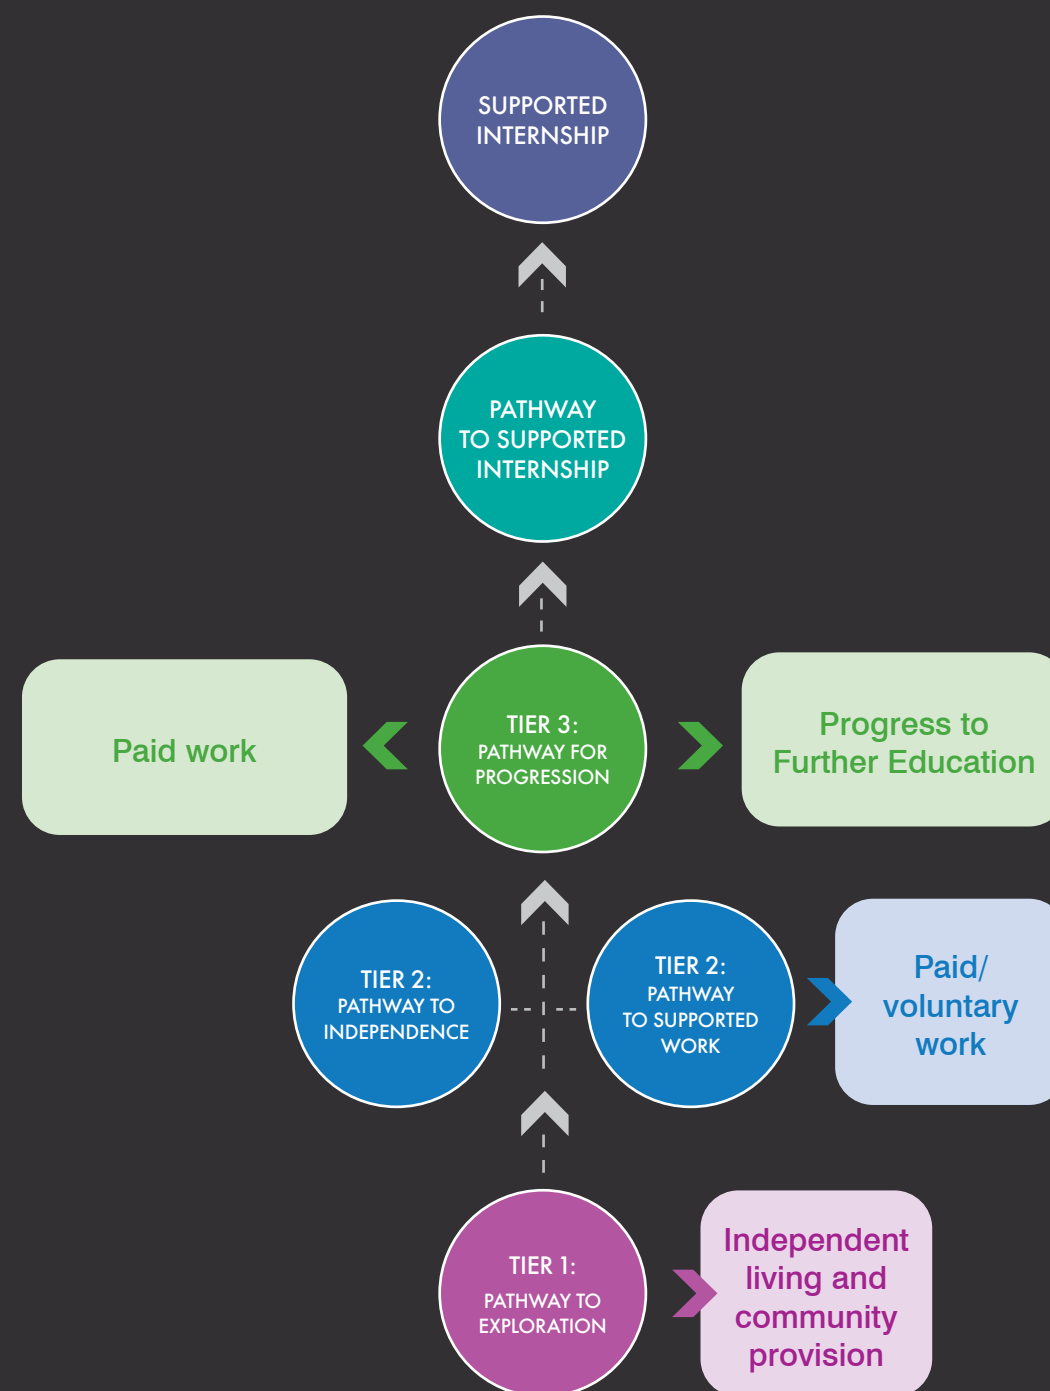 SUPPORTED
INTERNSHIP
PATHWAY
TO SUPPORTED
INTERNSHIP
Paid work
TIER 3:
PATHWAY FOR
PROGRESSION
Progress to
Further Education
TIER 2:
PATHWAY TO
INDEPENDENCE
TIER 2:
PATHWAY
TO SUPPORTED
WORK
Paid/
voluntary
work
TIER 1:
PATHWAY TO
EXPLORATION
Independent
living and
community
provision